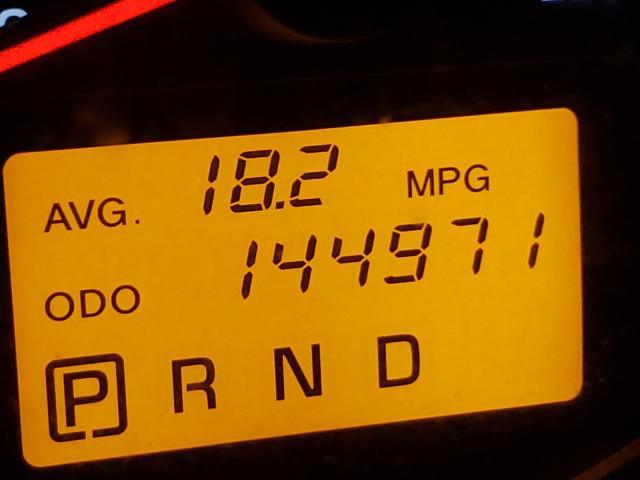 AVG. 18.2 MPG
ODO 144971
P R N D